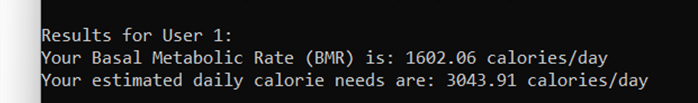 Results for User 1:
Your Basal Metabolic Rate (BMR) is: 1602.06 calories/day
Your estimated daily calorie needs are: 3043.91 calories/day